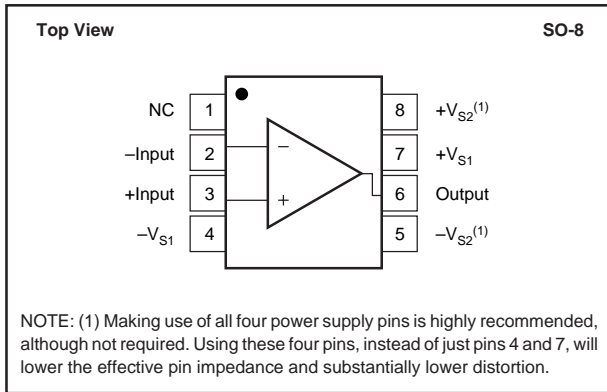 Top View SO-8
NC 1 8 +VS2(1)
–Input 2 − 7 +VS1
+Input 3 + 6 Output
–VS1 4 5 –VS2(1)
NOTE: (1) Making use of all four power supply pins is highly recommended,
although not required. Using these four pins, instead of just pins 4 and 7, will
lower the effective pin impedance and substantially lower distortion.